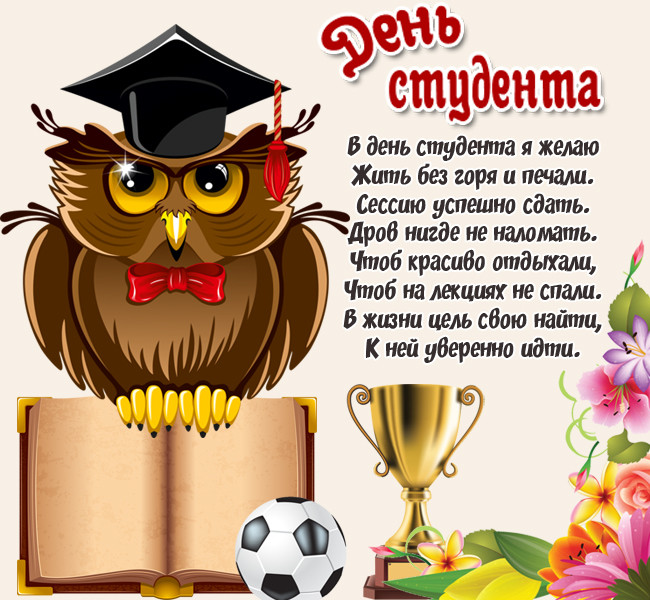 День
студента
В день студента я желаю
Жить без горя и печали.
Сессию успешно сдать.
Дров нигде не наломать.
Чтоб красиво отдыхали,
Чтоб на лекциях не спали.
В жизни цель свою найти,
К ней уверенно идти.